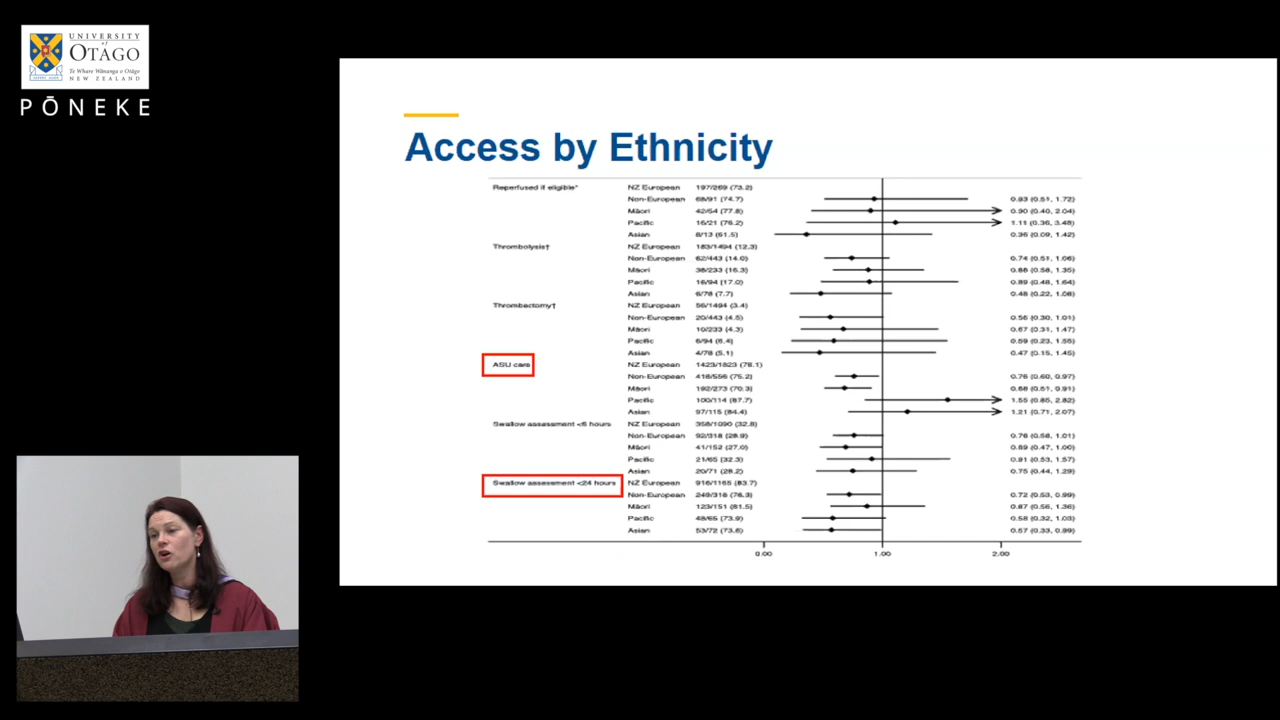 UNIVERSITY
of
OTAGO
Te Whare Wānanga o Otāgo
NEW ZEALAND
PŌNEKE
Access by Ethnicity
Reperfused if eligible* NZ European 197/269 (73.2)
Non-European 68/91 (74.7) 0.93 (0.51, 1.72)
Māori 42/54 (77.8) 0.90 (0.40, 2.04)
Pacific 16/21 (76.2) 1.11 (0.36, 3.48)
Asian 8/13 (61.5) 0.36 (0.09, 1.42)
Thrombolysis† NZ European 183/1494 (12.3)
Non-European 62/443 (14.0) 0.74 (0.51, 1.06)
Māori 38/233 (16.3) 0.88 (0.58, 1.35)
Pacific 16/94 (17.0) 0.89 (0.48, 1.64)
Asian 6/78 (7.7) 0.48 (0.22, 1.08)
Thrombectomy† NZ European 56/1494 (3.4)
Non-European 20/443 (4.5) 0.56 (0.30, 1.01)
Māori 10/233 (4.3) 0.67 (0.31, 1.47)
Pacific 6/94 (6.4) 0.59 (0.23, 1.55)
Asian 4/78 (5.1) 0.47 (0.15, 1.45)
ASU care NZ European 1423/1823 (78.1)
Non-European 418/556 (75.2) 0.76 (0.60, 0.97)
Māori 192/273 (70.3) 0.68 (0.51, 0.91)
Pacific 100/114 (87.7) 1.55 (0.85, 2.82)
Asian 97/115 (84.4) 1.21 (0.71, 2.07)
Swallow assessment <6 hours NZ European 358/1090 (32.8)
Non-European 92/318 (28.9) 0.76 (0.58, 1.01)
Māori 41/152 (27.0) 0.69 (0.47, 1.00)
Pacific 21/65 (32.3) 0.91 (0.53, 1.57)
Asian 20/71 (28.2) 0.75 (0.44, 1.29)
Swallow assessment <24 hours NZ European 916/1165 (83.7)
Non-European 249/316 (76.3) 0.72 (0.53, 0.99)
Māori 123/151 (81.5) 0.87 (0.56, 1.36)
Pacific 48/65 (73.9) 0.58 (0.32, 1.03)
Asian 53/72 (73.6) 0.57 (0.33, 0.99)
0.00 1.00 2.00